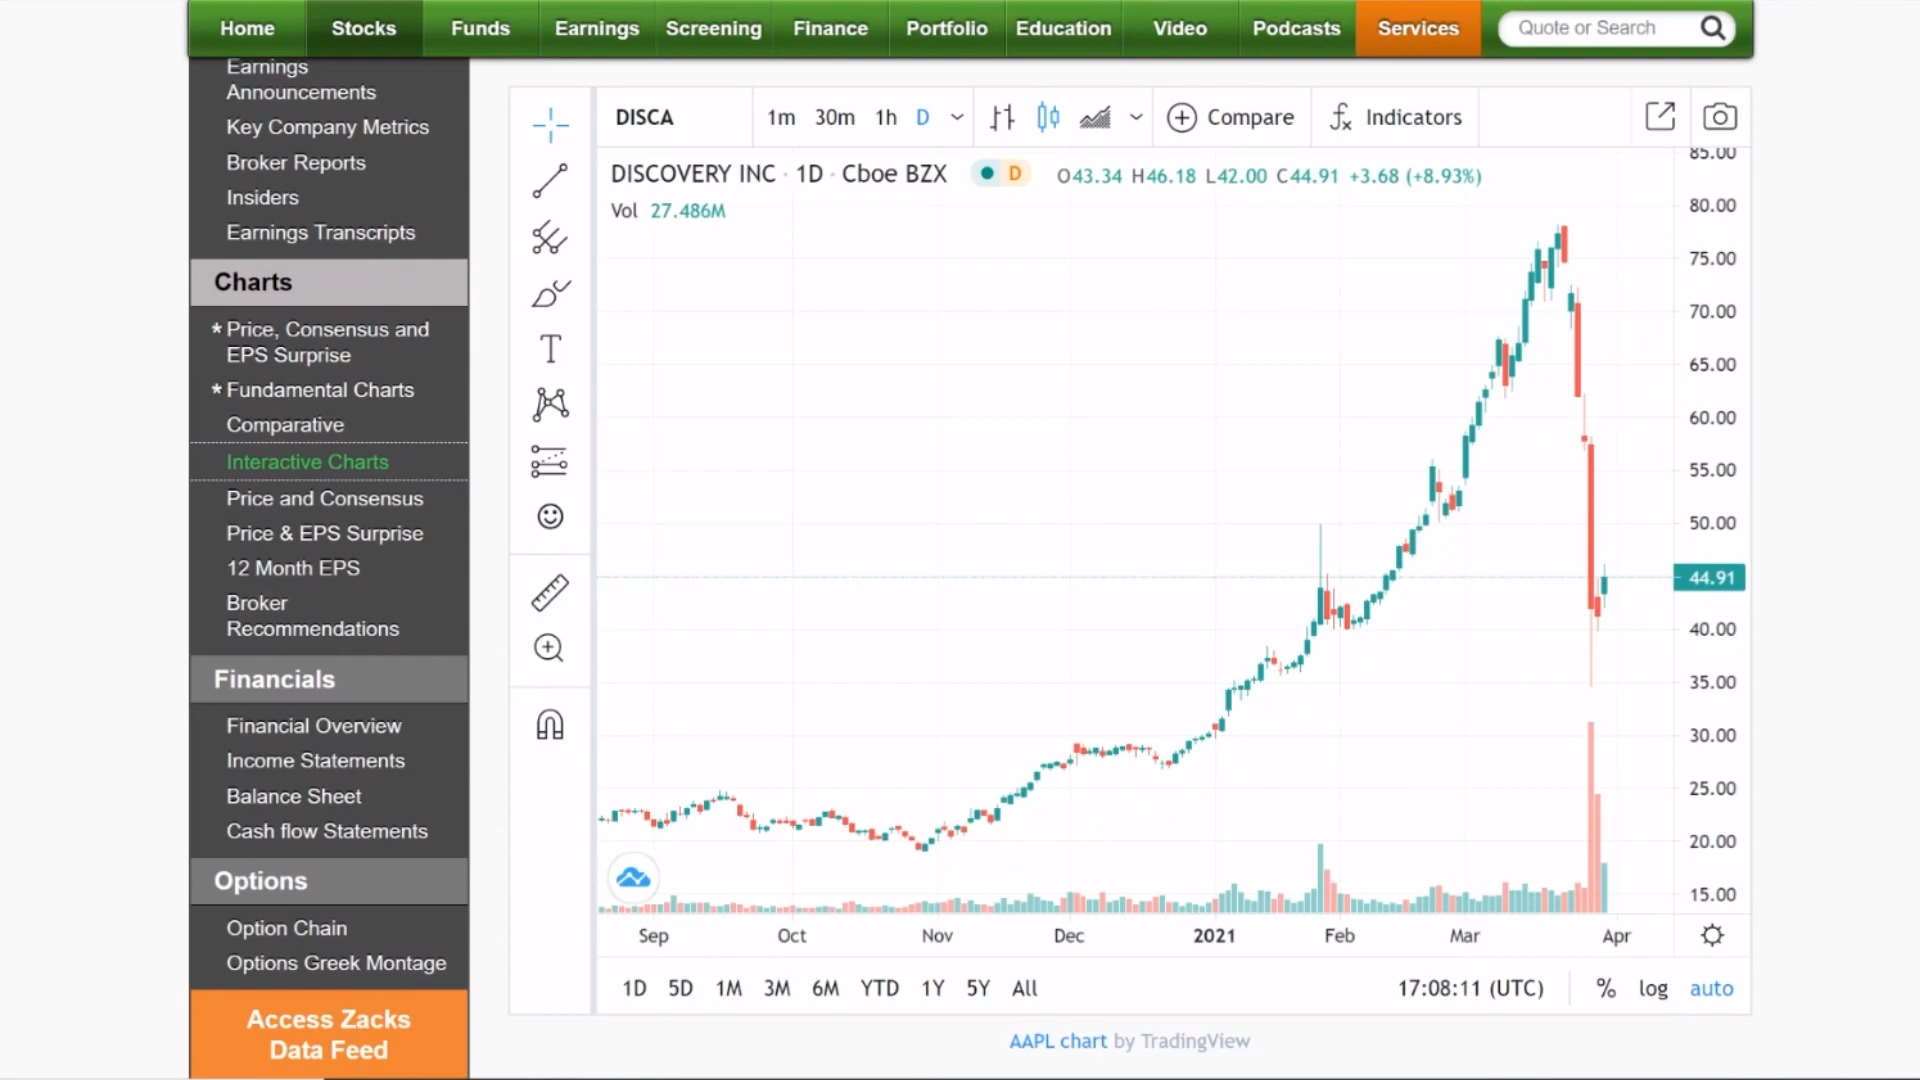 Home Stocks Funds Earnings Screening Finance Portfolio Education Video Podcasts Services Quote or Search
Earnings
Announcements
Key Company Metrics
Broker Reports
Insiders
Earnings Transcripts
Charts
* Price, Consensus and
EPS Surprise
* Fundamental Charts
Comparative
Interactive Charts
Price and Consensus
Price & EPS Surprise
12 Month EPS
Broker
Recommendations
Financials
Financial Overview
Income Statements
Balance Sheet
Cash flow Statements
Options
Option Chain
Options Greek Montage
Access Zacks
Data Feed
DISCA 1m 30m 1h D Compare Indicators
DISCOVERY INC · 1D · Cboe BZX D O43.34 H46.18 L42.00 C44.91 +3.68 (+8.93%)
Vol 27.486M
85.00
80.00
75.00
70.00
65.00
60.00
55.00
50.00
44.91
40.00
35.00
30.00
25.00
20.00
15.00
Sep Oct Nov Dec 2021 Feb Mar Apr
1D 5D 1M 3M 6M YTD 1Y 5Y All 17:08:11 (UTC) % log auto
AAPL chart by TradingView